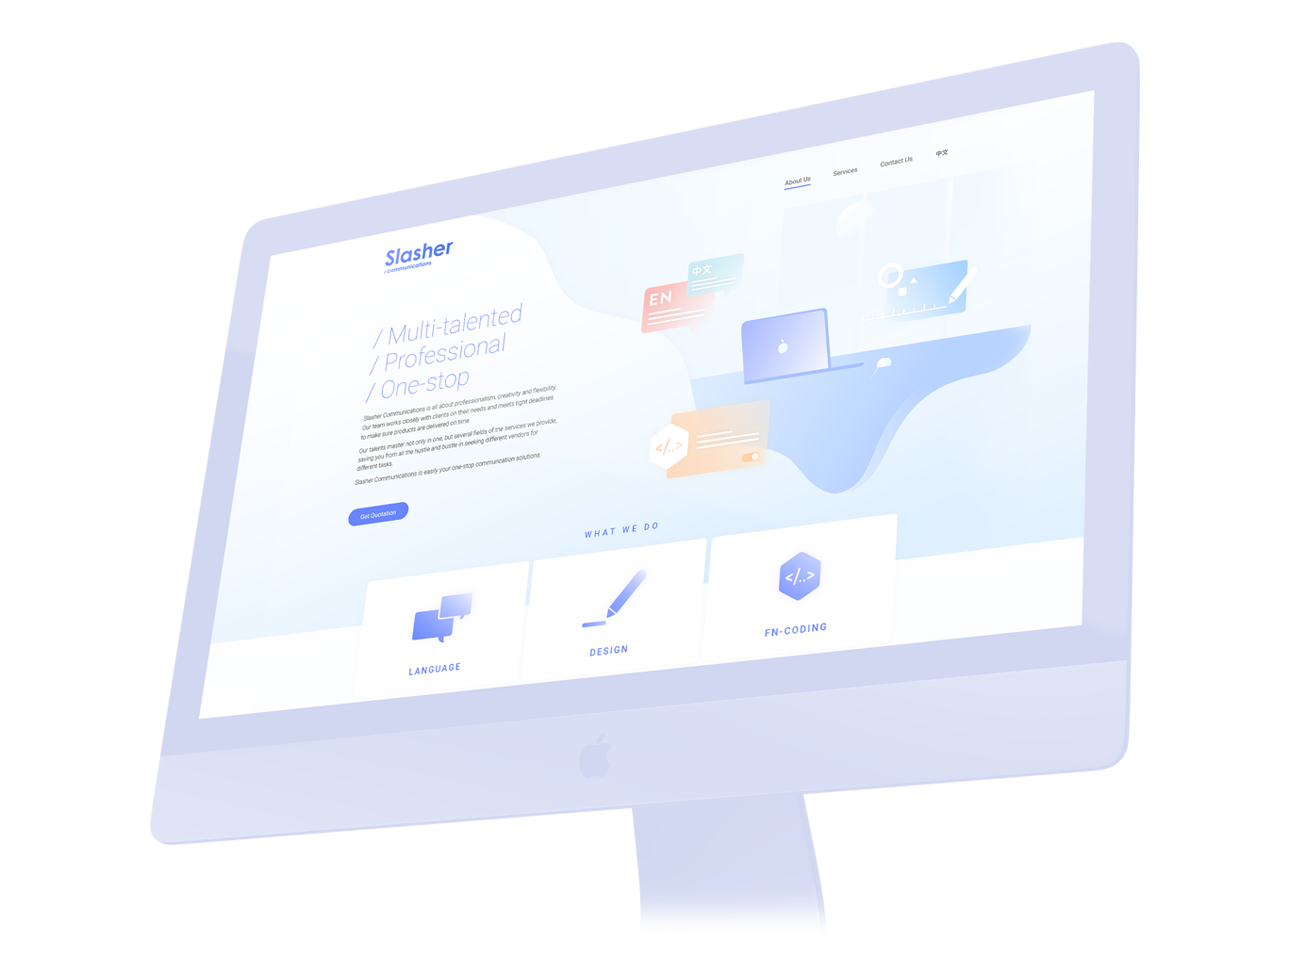 About Us
Services
Contact Us
中文
Slasher
/ communications
/ Multi-talented
/ Professional
/ One-stop
Slasher Communications is all about professionalism, creativity and flexibility.
Our team works closely with clients on their needs and meets tight deadlines
to make sure products are delivered on time.
Our talents master not only in one, but several fields of the services we provide,
saving you from all the hustle and bustle in seeking different vendors for
different tasks.
Slasher Communications is easily your one-stop communcation solutions.
Get Quotation
EN
中文
</..>
WHAT WE DO
LANGUAGE
DESIGN
</..>
FN-CODING